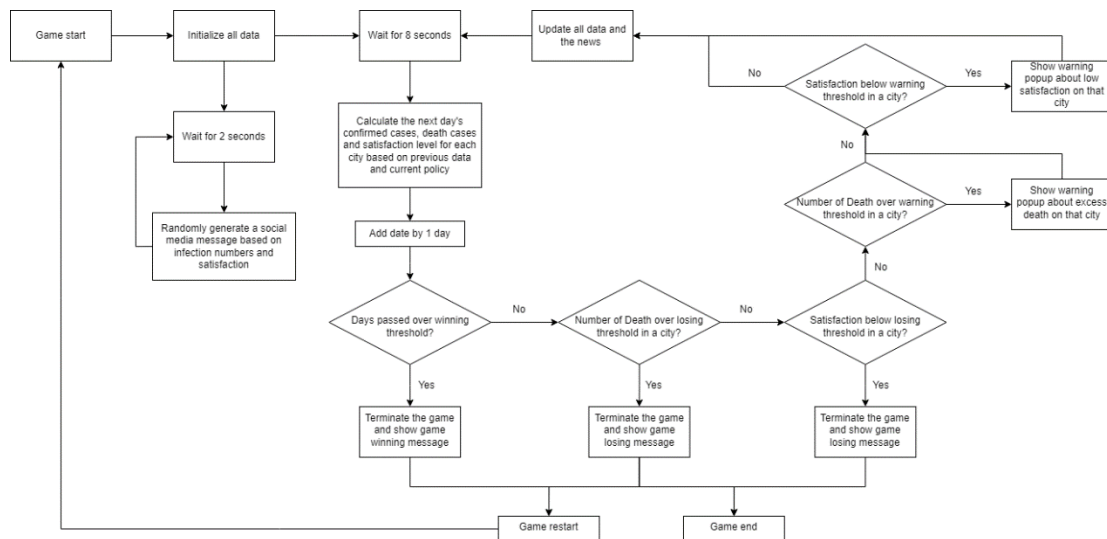 Game start
Initialize all data
Wait for 8 seconds
Update all data and
the news
No
Satisfaction below warning
threshold in a city?
Yes
Show warning
popup about low
satisfaction on that
city
Wait for 2 seconds
Calculate the next day's
confirmed cases, death cases
and satisfaction level for each
city based on previous data
and current policy
No
Number of Death over warning
threshold in a city?
Yes
Show warning
popup about excess
death on that city
Randomly generate a social
media message based on
infection numbers and
satisfaction
Add date by 1 day
No
Days passed over winning
threshold?
No
Number of Death over losing
threshold in a city?
No
Satisfaction below losing
threshold in a city?
Yes
Yes
Yes
Terminate the game
and show game
winning message
Terminate the game
and show game
losing message
Terminate the game
and show game
losing message
Game restart
Game end